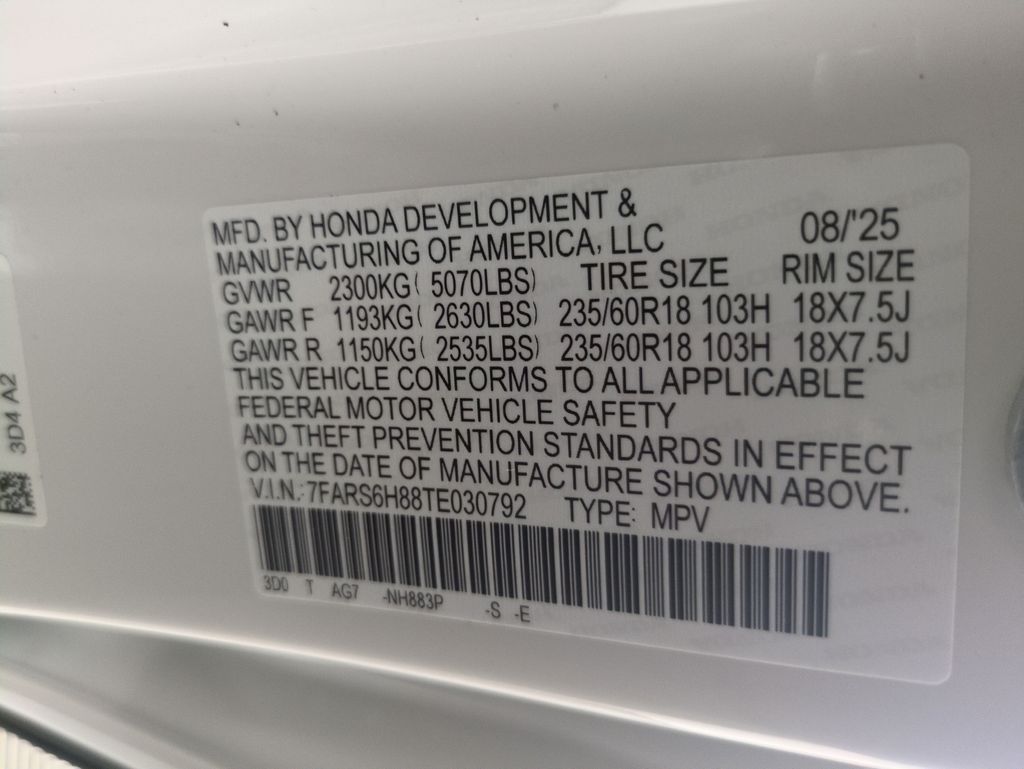 MFD. BY HONDA DEVELOPMENT &
MANUFACTURING OF AMERICA, LLC 08/'25
GVWR 2300KG( 5070LBS) TIRE SIZE RIM SIZE
GAWR F 1193KG( 2630LBS) 235/60R18 103H 18X7.5J
GAWR R 1150KG( 2535LBS) 235/60R18 103H 18X7.5J
THIS VEHICLE CONFORMS TO ALL APPLICABLE
FEDERAL MOTOR VEHICLE SAFETY
AND THEFT PREVENTION STANDARDS IN EFFECT
ON THE DATE OF MANUFACTURE SHOWN ABOVE.
V.I.N.:7FARS6H88TE030792 TYPE: MPV
3D0 T AG7 -NH883P -S -E
3D4 A2